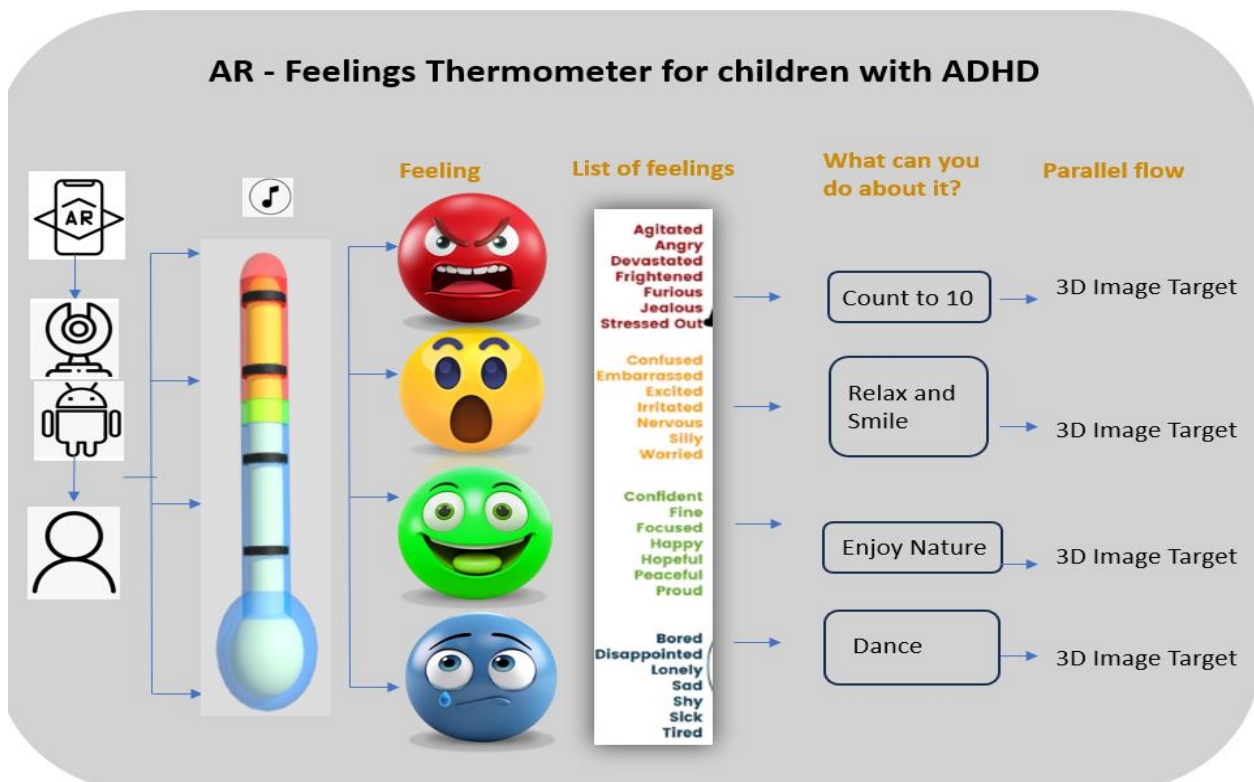 AR - Feelings Thermometer for children with ADHD
AR
Feeling
List of feelings
What can you
do about it?
Parallel flow
Agitated
Angry
Devastated
Frightened
Furious
Jealous
Stressed Out
Count to 10
3D Image Target
Confused
Embarrassed
Excited
Irritated
Nervous
Silly
Worried
Relax and
Smile
3D Image Target
Confident
Fine
Focused
Happy
Hopeful
Peaceful
Proud
Enjoy Nature
3D Image Target
Bored
Disappointed
Lonely
Sad
Shy
Sick
Tired
Dance
3D Image Target